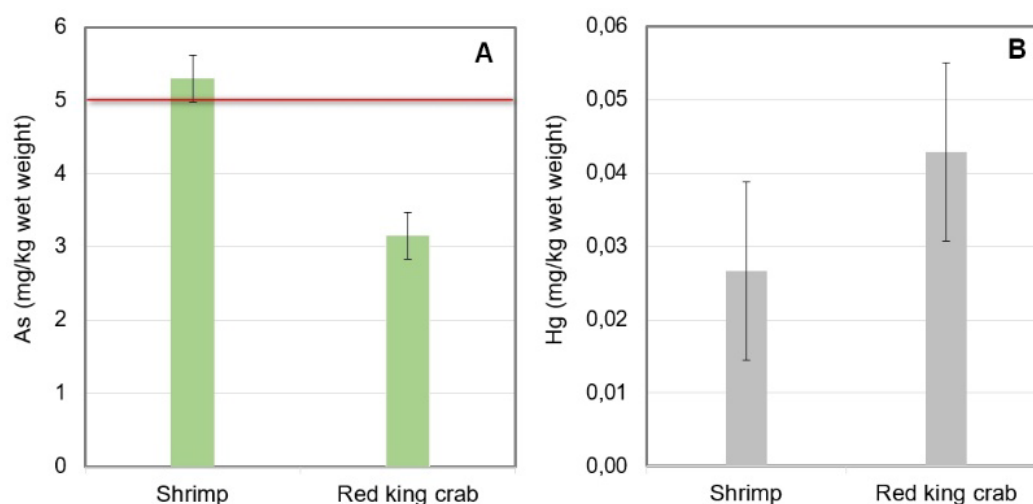 A
As (mg/kg wet weight)
6
5
4
3
2
1
0
Shrimp Red king crab
B
Hg (mg/kg wet weight)
0,06
0,05
0,04
0,03
0,02
0,01
0,00
Shrimp Red king crab